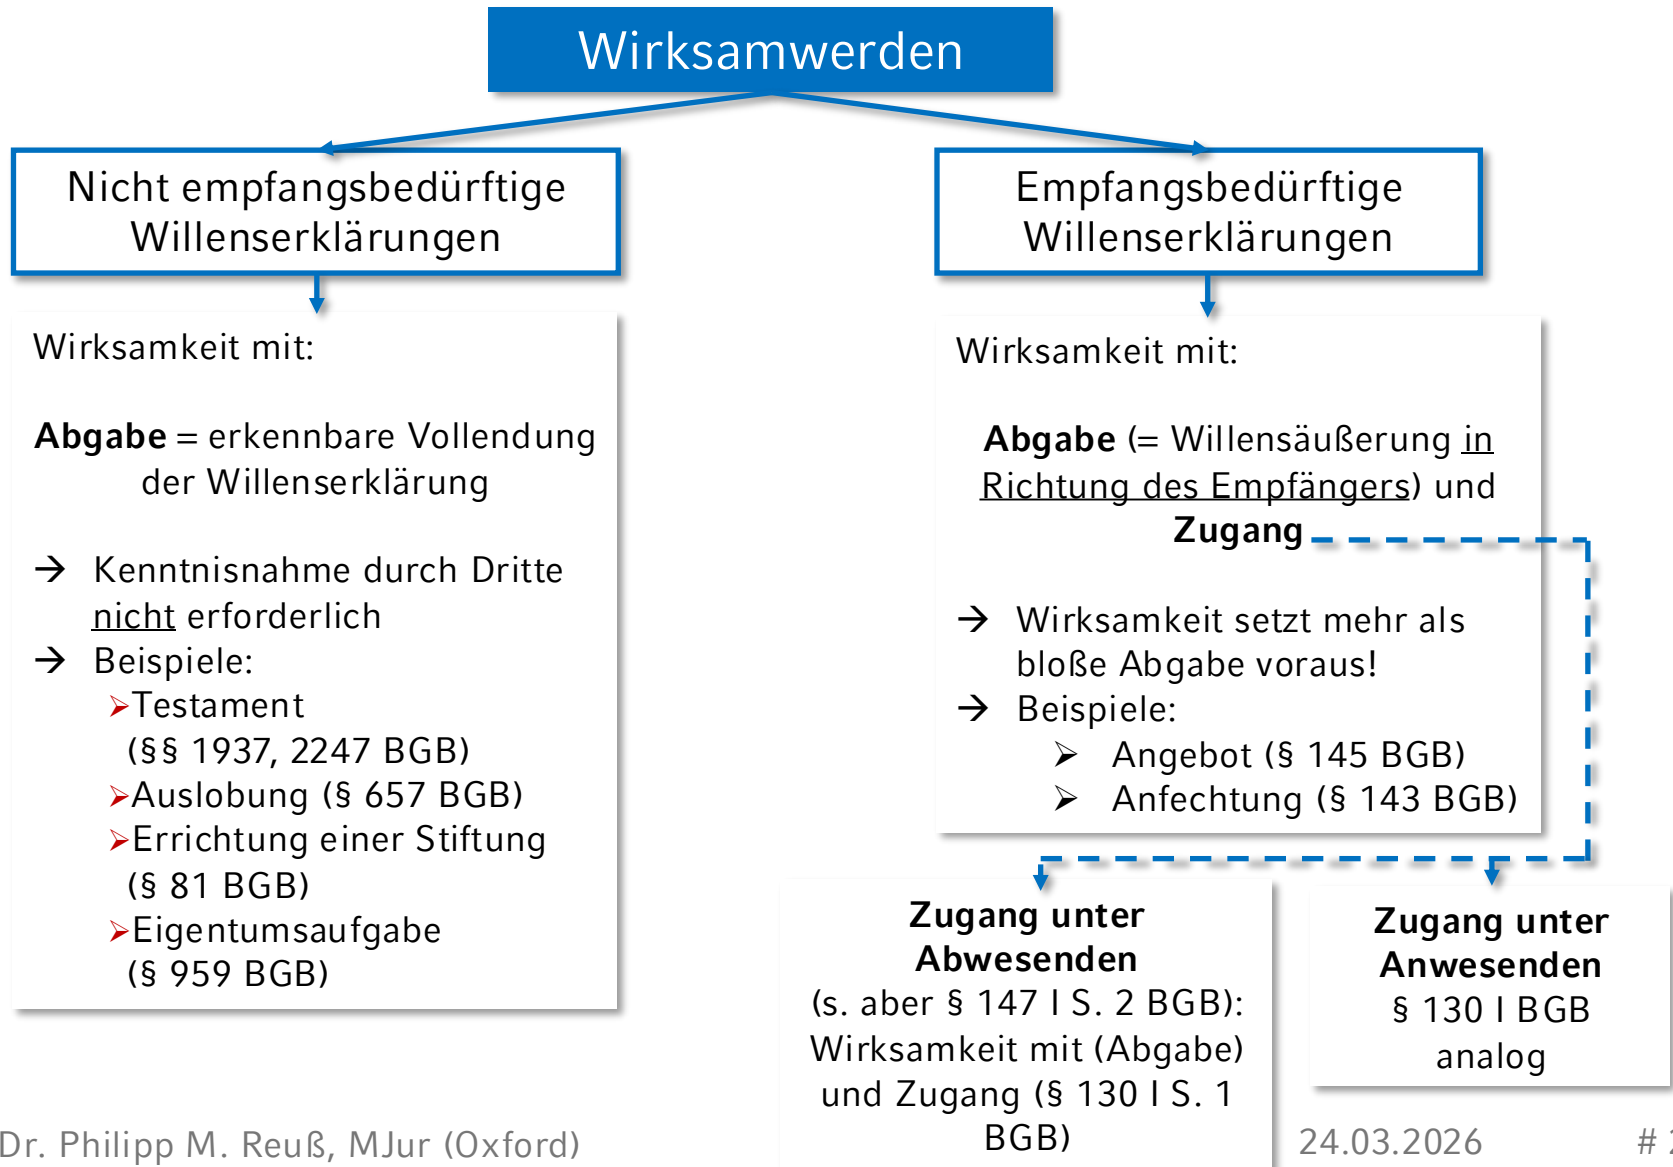 Wirksamwerden
Nicht empfangsbedürftige
Willenserklärungen
Wirksamkeit mit:
Abgabe = erkennbare Vollendung
der Willenserklärung
→ Kenntnisnahme durch Dritte
nicht erforderlich
→ Beispiele:
➢Testament
(§§ 1937, 2247 BGB)
➢Auslobung (§ 657 BGB)
➢Errichtung einer Stiftung
(§ 81 BGB)
➢Eigentumsaufgabe
(§ 959 BGB)
Empfangsbedürftige
Willenserklärungen
Wirksamkeit mit:
Abgabe (= Willensäußerung in
Richtung des Empfängers) und
Zugang
→ Wirksamkeit setzt mehr als
bloße Abgabe voraus!
→ Beispiele:
➢ Angebot (§ 145 BGB)
➢ Anfechtung (§ 143 BGB)
Zugang unter
Abwesenden
(s. aber § 147 I S. 2 BGB):
Wirksamkeit mit (Abgabe)
und Zugang (§ 130 I S. 1
BGB)
Zugang unter
Anwesenden
§ 130 I BGB
analog
Dr. Philipp M. Reuß, MJur (Oxford)
24.03.2026
#